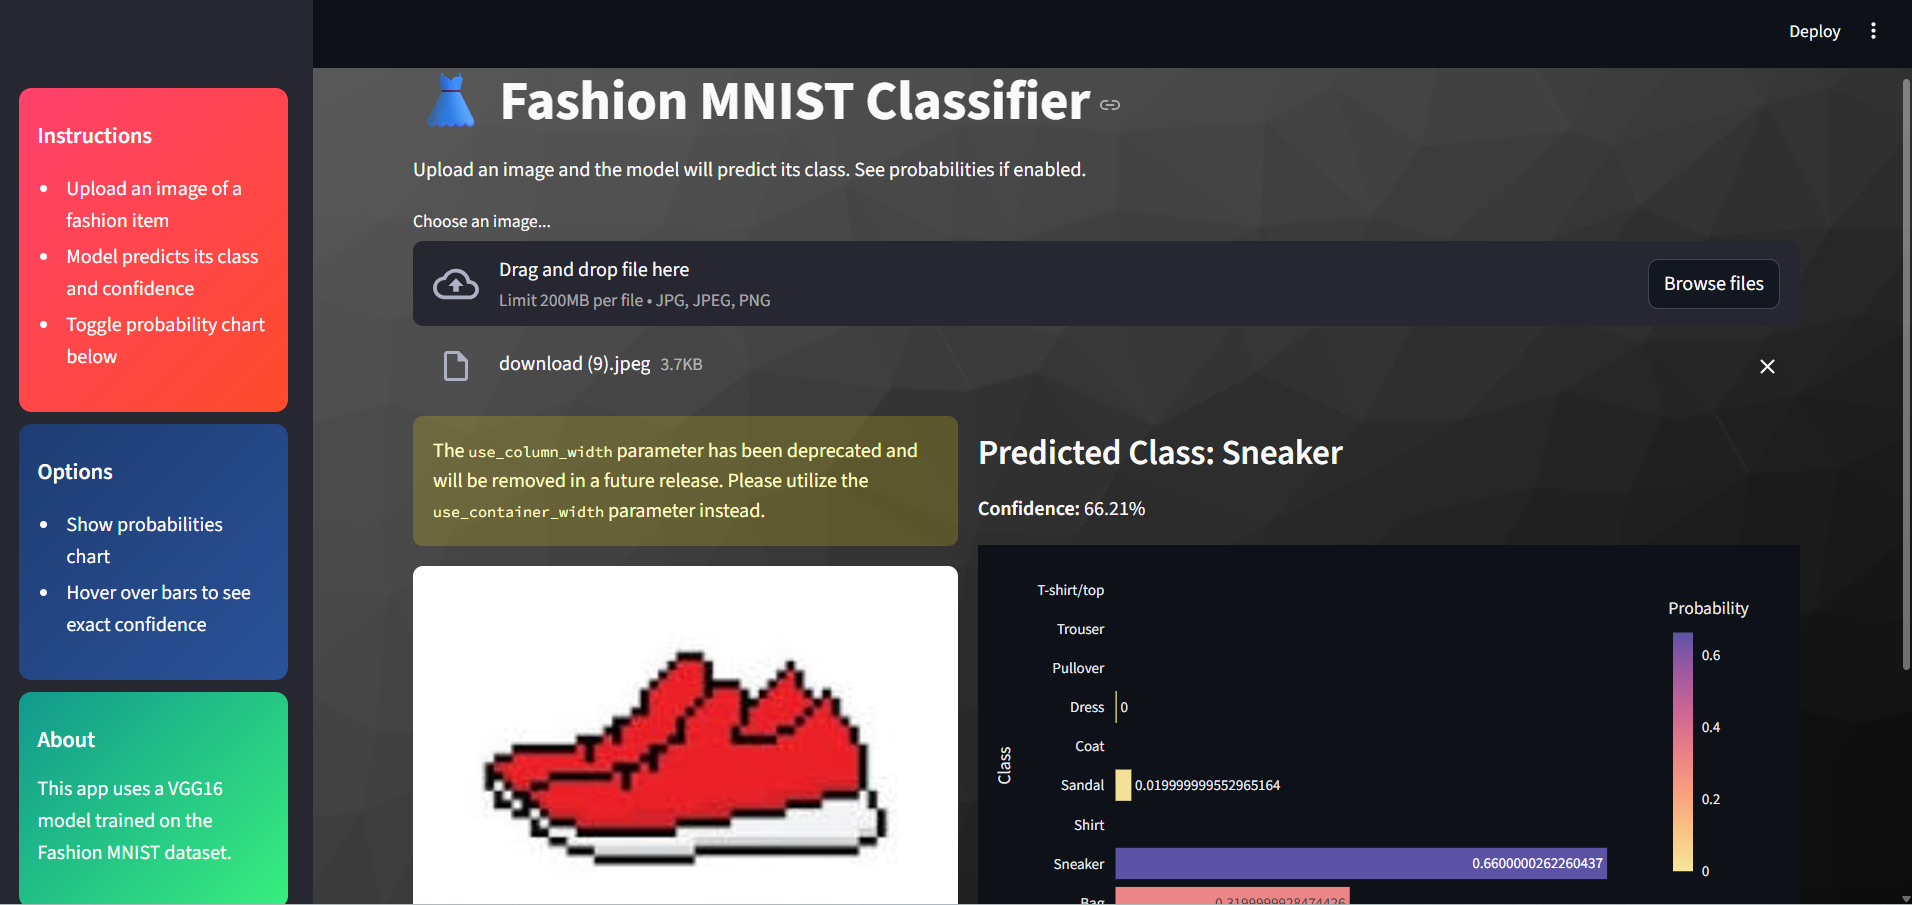 Deploy
Instructions
Upload an image of a
fashion item
Model predicts its class
and confidence
Toggle probability chart
below
Options
Show probabilities
chart
Hover over bars to see
exact confidence
About
This app uses a VGG16
model trained on the
Fashion MNIST dataset.
Fashion MNIST Classifier
Upload an image and the model will predict its class. See probabilities if enabled.
Choose an image...
Drag and drop file here
Limit 200MB per file • JPG, JPEG, PNG
Browse files
download (9).jpeg 3.7KB
The use_column_width parameter has been deprecated and
will be removed in a future release. Please utilize the
use_container_width parameter instead.
Predicted Class: Sneaker
Confidence: 66.21%
Class
T-shirt/top
Trouser
Pullover
Dress 0
Coat
Sandal 0.019999999552965164
Shirt
Sneaker 0.6600000262260437
Bag 0.3199999928474426
Probability
0.6
0.4
0.2
0